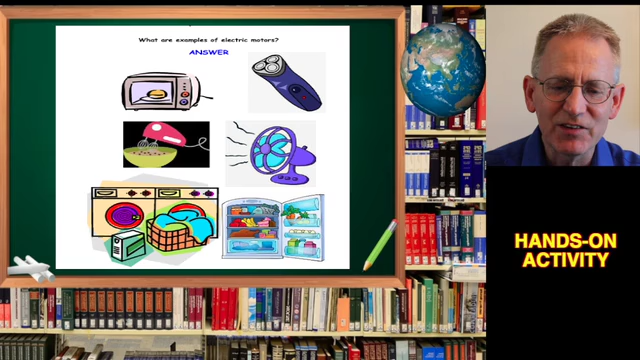 What are examples of electric motors?
ANSWER
HANDS-ON
ACTIVITY